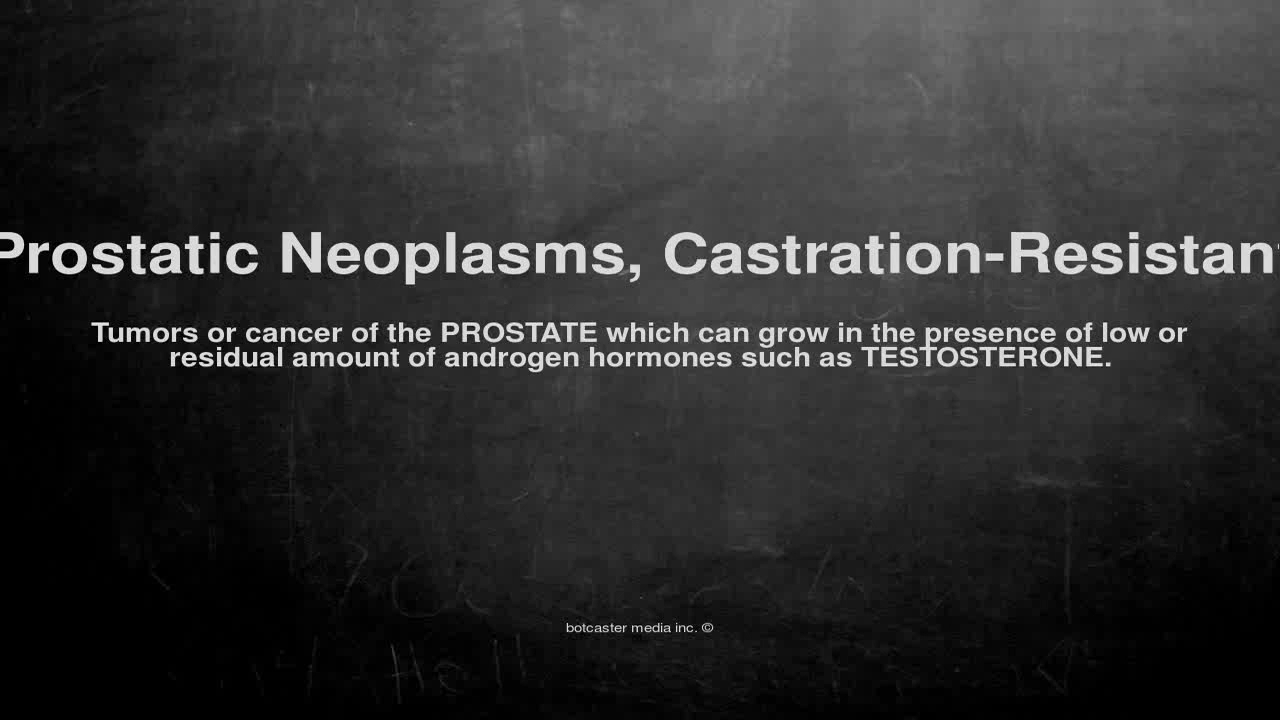 Prostatic Neoplasms, Castration-Resistant
Tumors or cancer of the PROSTATE which can grow in the presence of low or
residual amount of androgen hormones such as TESTOSTERONE.
botcaster media inc. ©